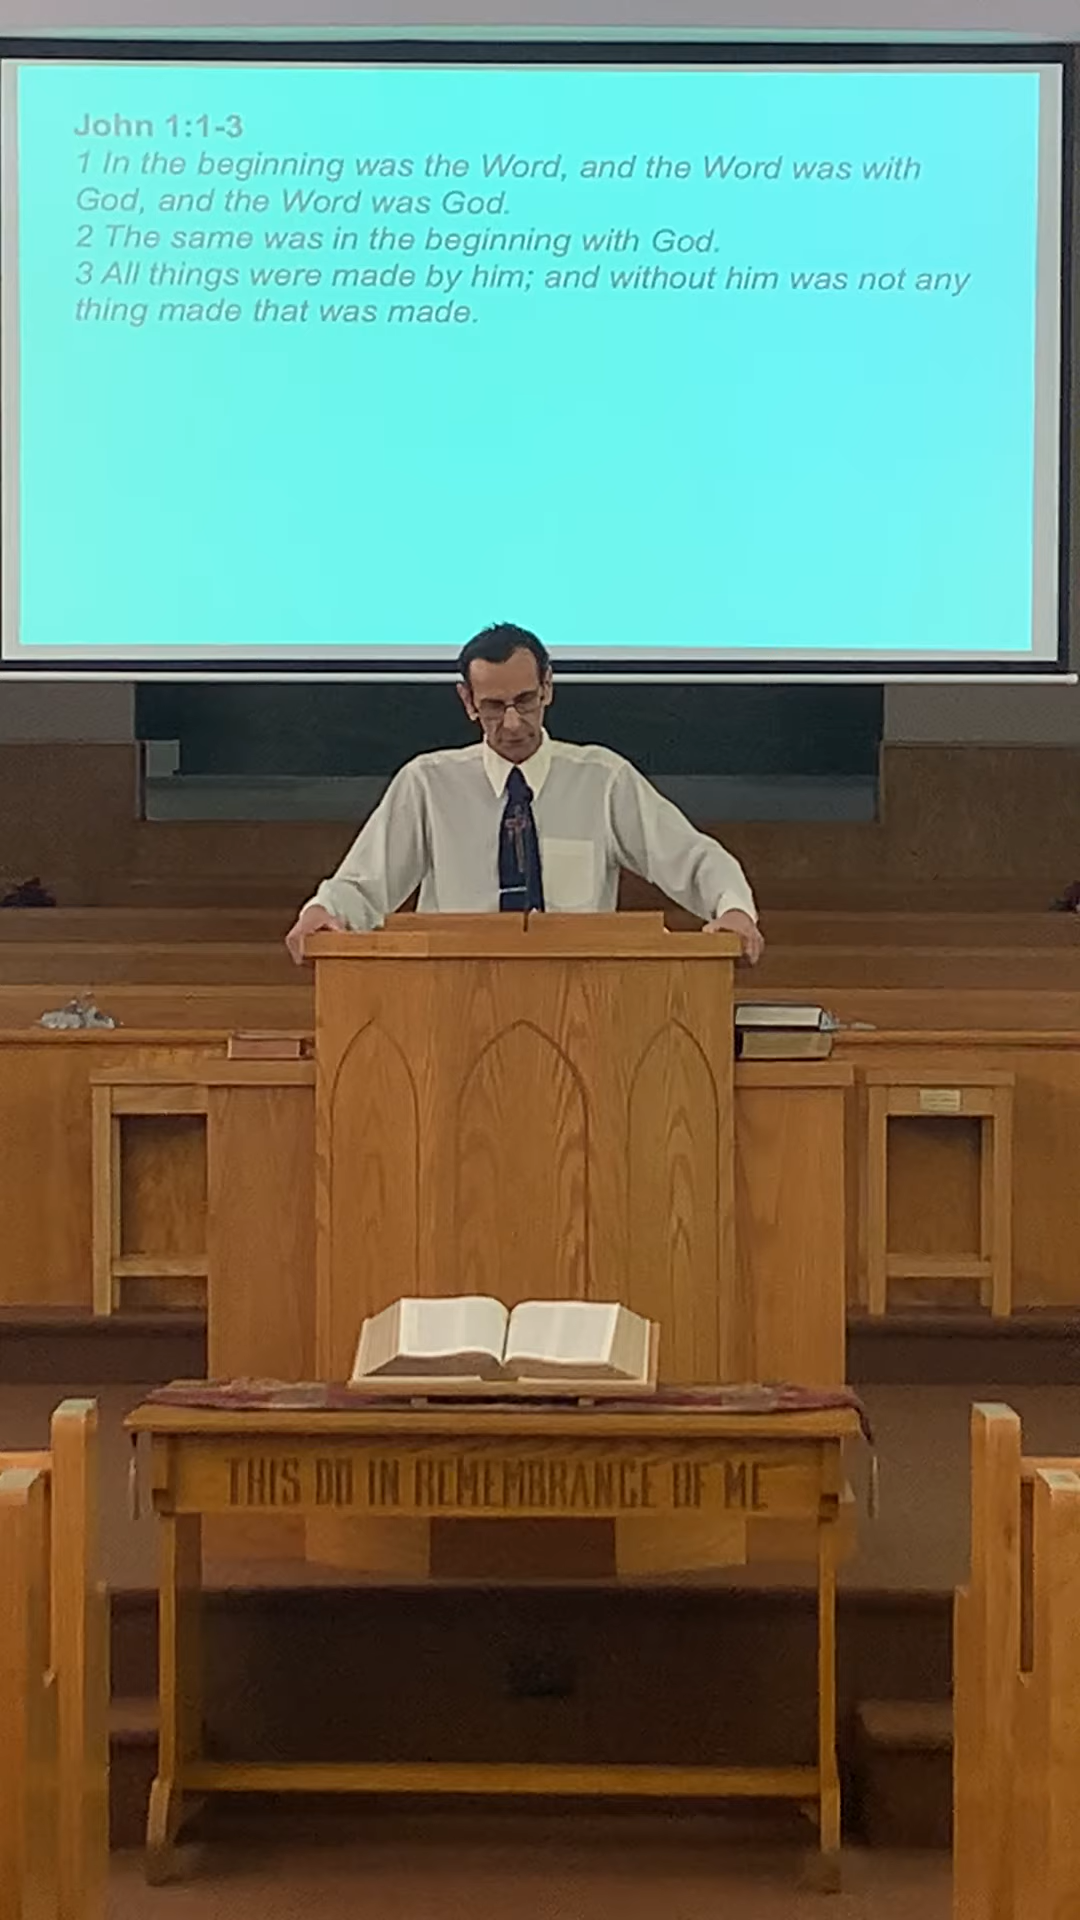 John 1:1-3
1 In the beginning was the Word, and the Word was with
God, and the Word was God.
2 The same was in the beginning with God.
3 All things were made by him; and without him was not any
thing made that was made.
THIS DO IN REMEMBRANCE OF ME